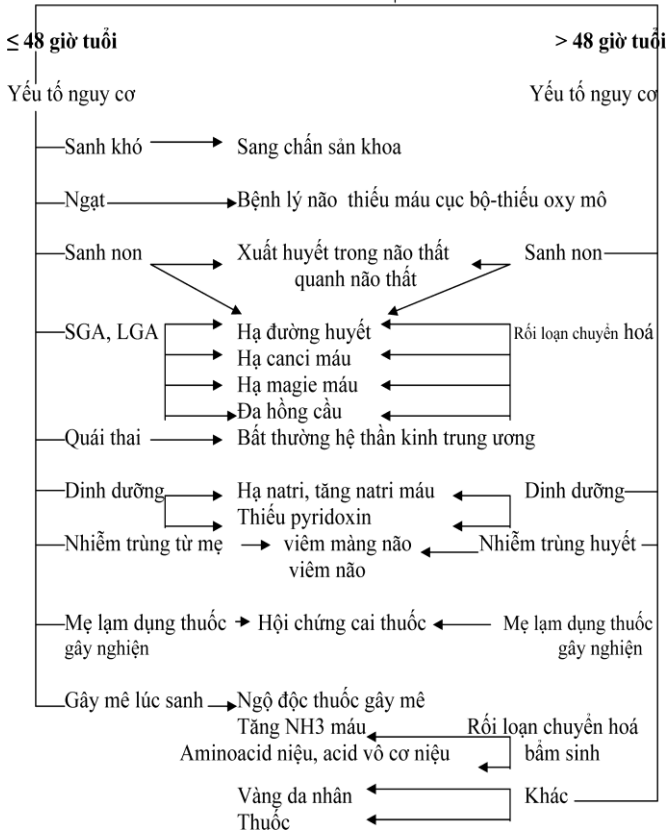 ≤ 48 giờ tuổi > 48 giờ tuổi
Yếu tố nguy cơ Yếu tố nguy cơ
Sanh khó Sang chấn sản khoa
Ngạt Bệnh lý não thiếu máu cục bộ-thiếu oxy mô
Sanh non Xuất huyết trong não thất Sanh non
quanh não thất
SGA, LGA Hạ đường huyết Rối loạn chuyển hoá
Hạ canci máu
Hạ magie máu
Đa hồng cầu
Quái thai Bất thường hệ thần kinh trung ương
Dinh dưỡng Hạ natri, tăng natri máu Dinh dưỡng
Thiếu pyridoxin
Nhiễm trùng từ mẹ viêm màng não Nhiễm trùng huyết
viêm não
Mẹ lạm dụng thuốc Hội chứng cai thuốc Mẹ lạm dụng thuốc
gây nghiện gây nghiện
Gây mê lúc sanh Ngộ độc thuốc gây mê
Tăng NH3 máu Rối loạn chuyển hoá
Aminoacid niệu, acid vô cơ niệu bẩm sinh
Vàng da nhân Khác
Thuốc